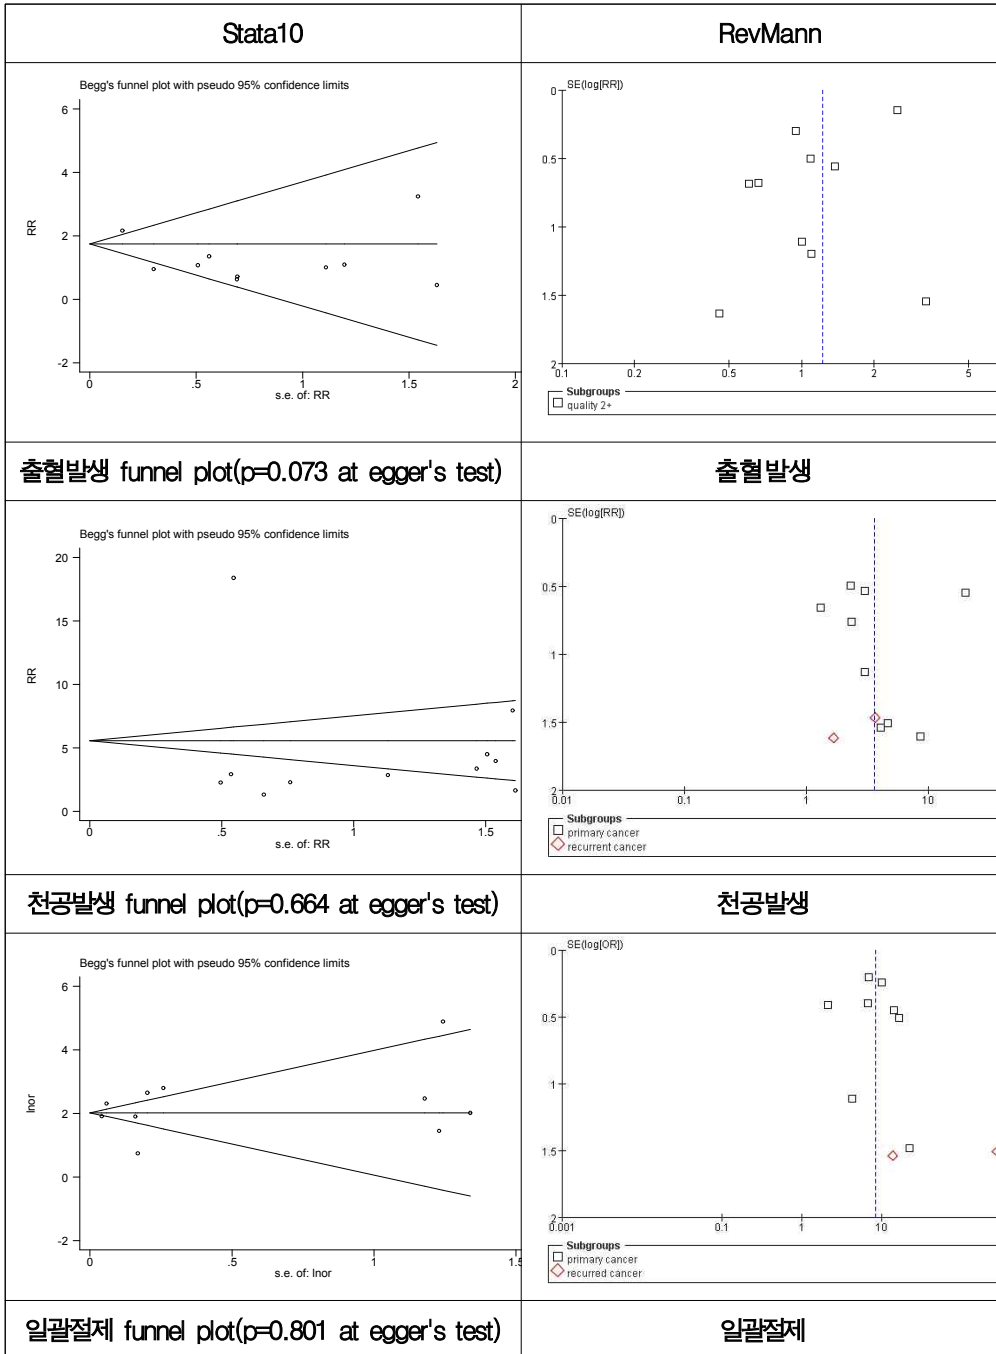 Stata10
RevMann
Begg's funnel plot with pseudo 95% confidence limits
6
4
2
0
-2
RR
0
.5
1
1.5
2
s.e. of: RR
SE(log[RR])
0
0.5
1
1.5
2
0.1
0.2
0.5
1
2
5
Subgroups
quality 2+
출혈발생 funnel plot(p=0.073 at egger's test)
출혈발생
Begg's funnel plot with pseudo 95% confidence limits
20
15
10
5
0
RR
0
.5
1
1.5
s.e. of: RR
SE(log[RR])
0
0.5
1
1.5
2
0.01
0.1
1
10
Subgroups
primary cancer
recurrent cancer
천공발생 funnel plot(p=0.664 at egger's test)
천공발생
Begg's funnel plot with pseudo 95% confidence limits
6
4
2
0
-2
lnor
0
.5
1
1.5
s.e. of: lnor
SE(log[OR])
0
0.5
1
1.5
2
0.001
0.1
1
10
Subgroups
primary cancer
recurred cancer
일괄절제 funnel plot(p=0.801 at egger's test)
일괄절제